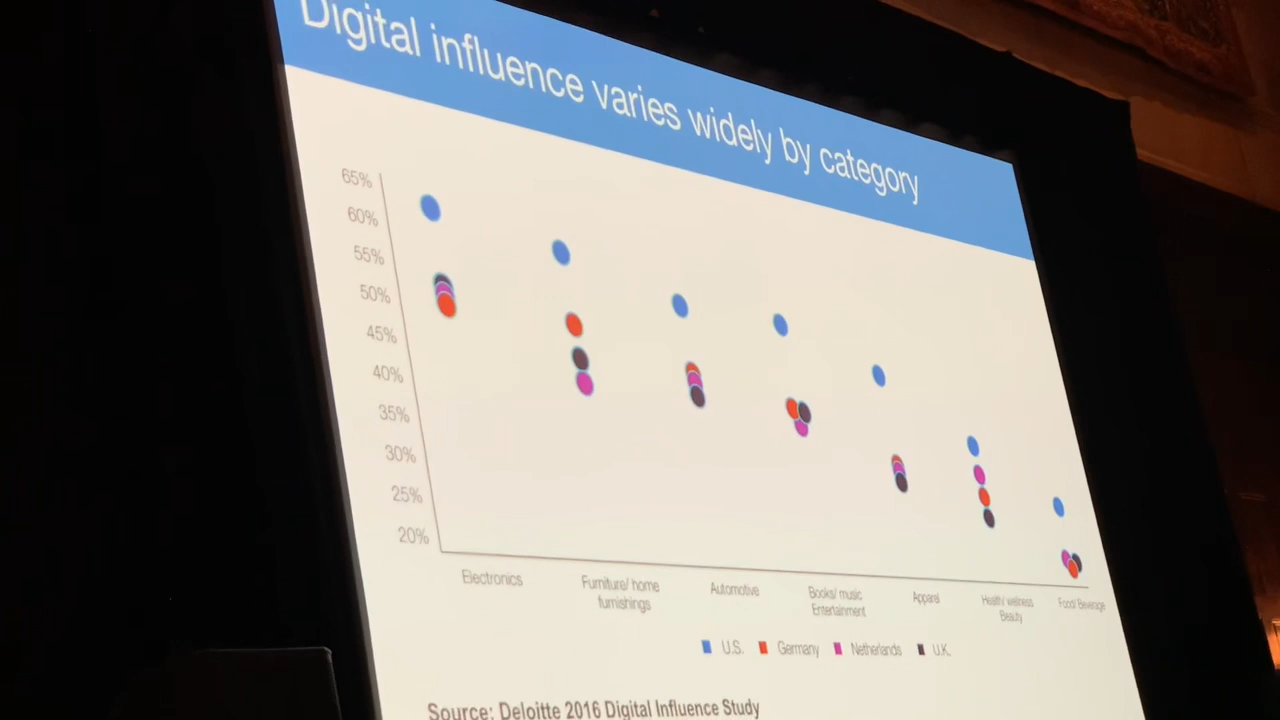 Digital influence varies widely by category
65%
60%
55%
50%
45%
40%
35%
30%
25%
20%
Electronics
Furniture/ home
furnishings
Automotive
Books/ music
Entertainment
Apparel
Health/ wellness
Beauty
Food/ Beverage
U.S. Germany Netherlands U.K.
Source: Deloitte 2016 Digital Influence Study